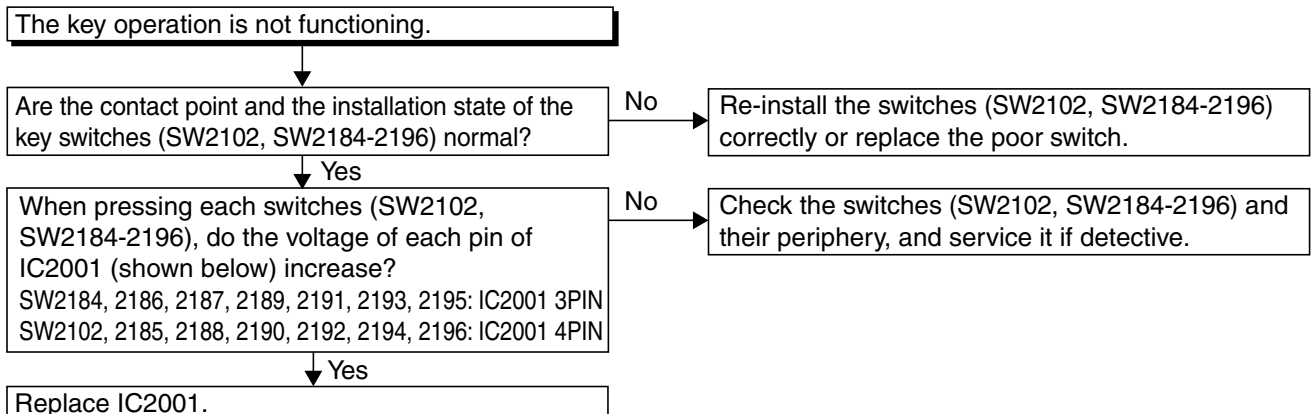 The key operation is not functioning.
Are the contact point and the installation state of the
key switches (SW2102, SW2184-2196) normal?
No
Re-install the switches (SW2102, SW2184-2196)
correctly or replace the poor switch.
Yes
When pressing each switches (SW2102,
SW2184-2196), do the voltage of each pin of
IC2001 (shown below) increase?
SW2184, 2186, 2187, 2189, 2191, 2193, 2195: IC2001 3PIN
SW2102, 2185, 2188, 2190, 2192, 2194, 2196: IC2001 4PIN
No
Check the switches (SW2102, SW2184-2196) and
their periphery, and service it if detective.
Yes
Replace IC2001.